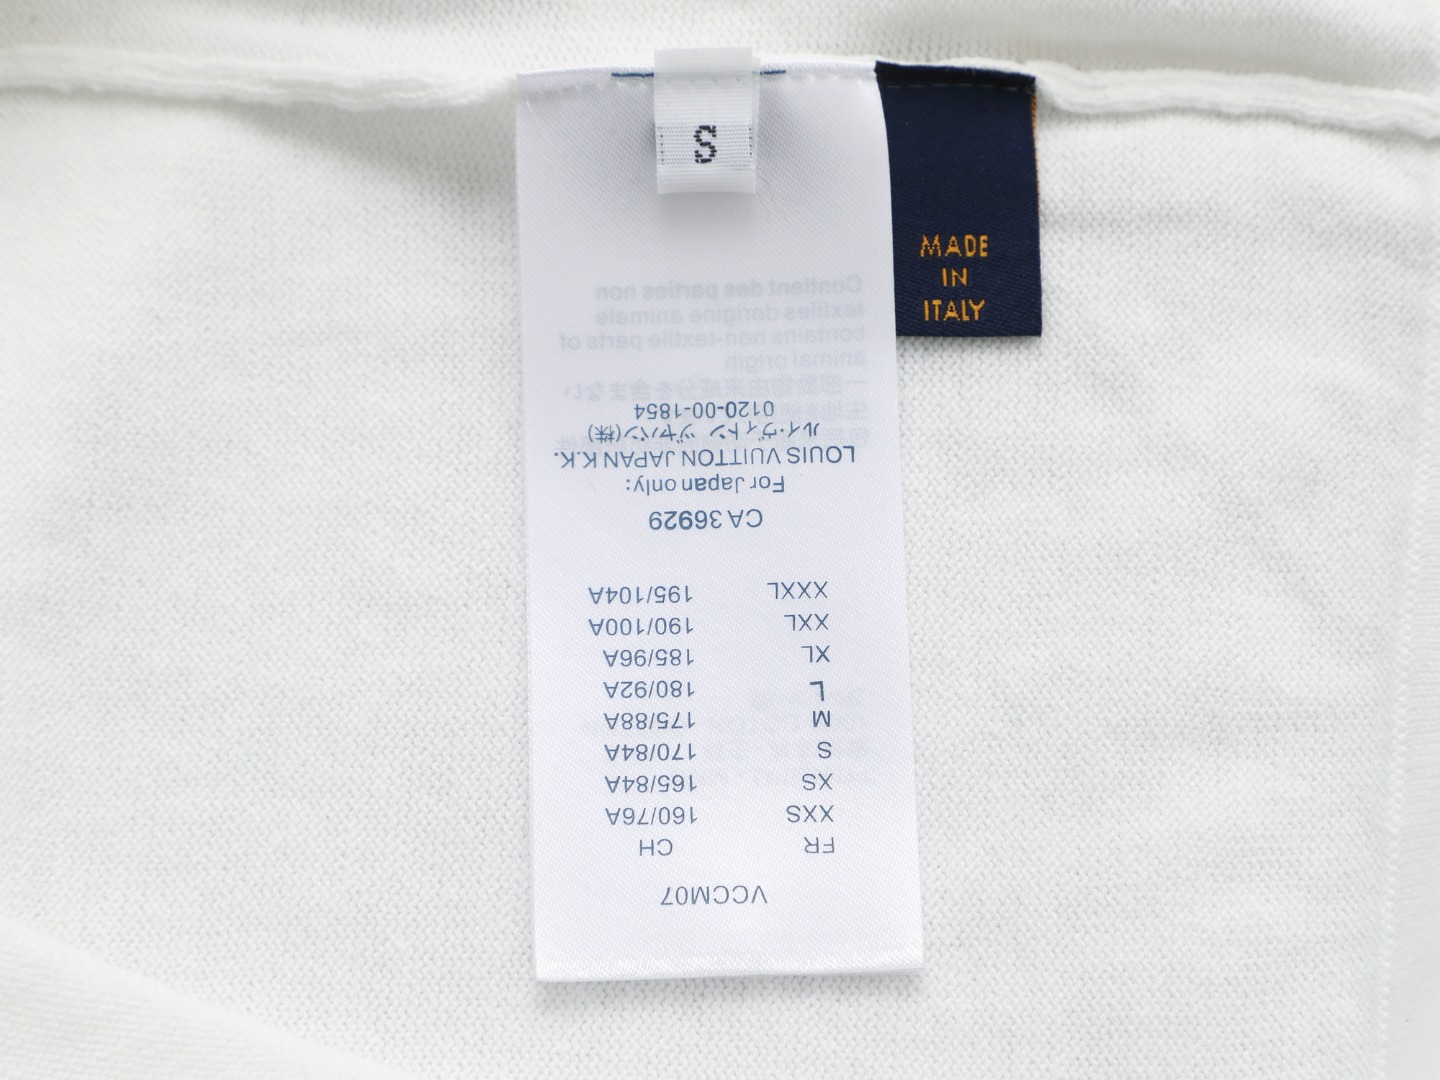 S
MADE
IN
ITALY
VCCM07
FR CH
XXS 160/76A
XS 165/84A
S 170/84A
M 175/88A
L 180/92A
XL 185/96A
XXL 190/100A
XXXL 195/104A
CA 36929
For Japan only:
LOUIS VUITTON JAPAN K.K.
ルイ・ヴィトン ジャパン(株)
0120-00-1854
Contient des parties non
textiles dorigine animale
contains non-textile parts of
animal origin